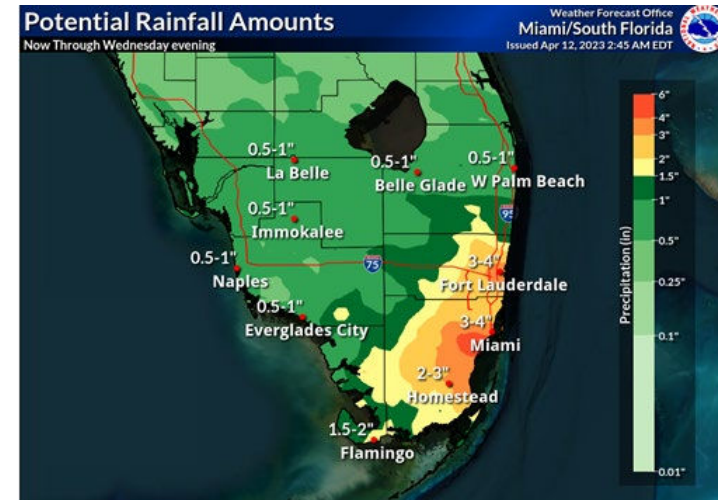 Potential Rainfall Amounts
Now Through Wednesday evening
Weather Forecast Office
Miami/South Florida
Issued Apr 12, 2023 2:45 AM EDT
0.5-1"
La Belle
0.5-1"
Belle Glade
0.5-1"
W Palm Beach
0.5-1"
Immokalee
95
0.5-1"
Naples
75
3-4"
Fort Lauderdale
0.5-1"
Everglades City
3-4"
Miami
2-3"
Homestead
1.5-2"
Flamingo
Precipitation (in)
6"
4"
3"
2"
1.5"
1"
0.5"
0.25"
0.1"
0.01"